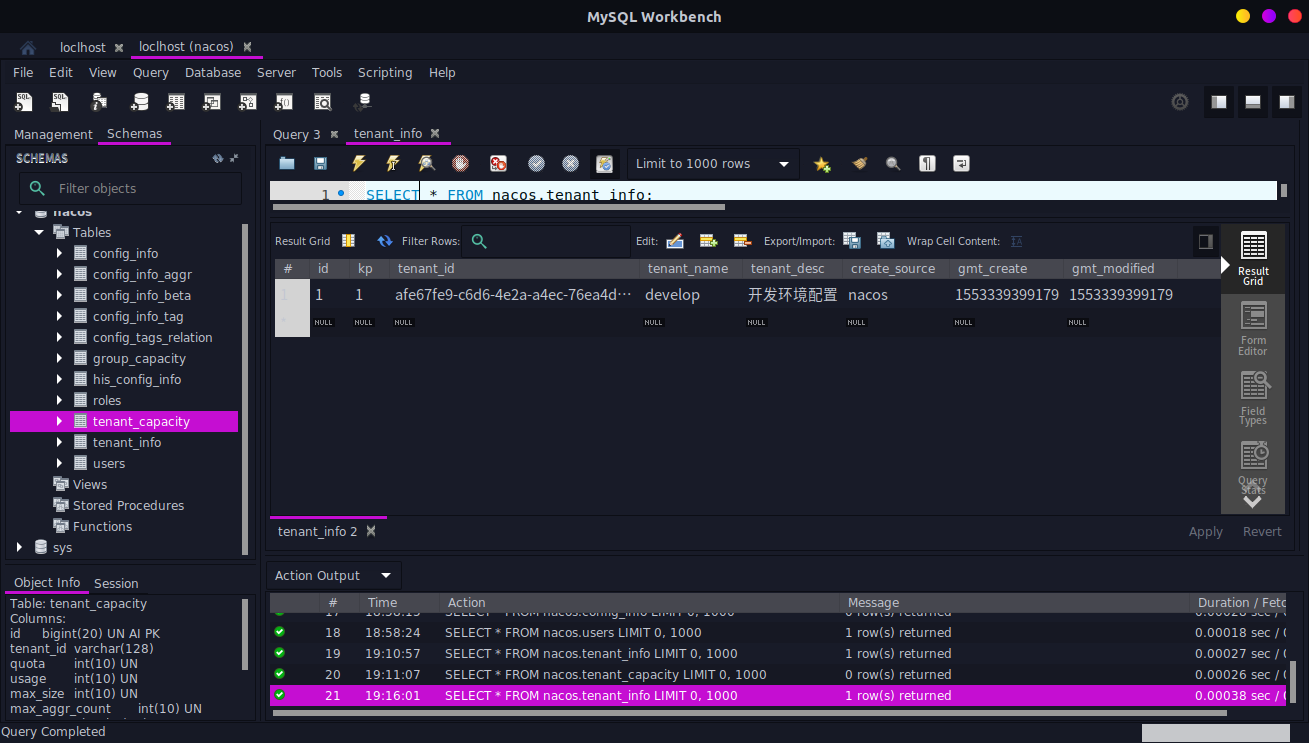 MySQL Workbench
loclhost
loclhost (nacos)
File Edit View Query Database Server Tools Scripting Help
Management Schemas
SCHEMAS
Filter objects
nacos
Tables
config_info
config_info_aggr
config_info_beta
config_info_tag
config_tags_relation
group_capacity
his_config_info
roles
tenant_capacity
tenant_info
users
Views
Stored Procedures
Functions
sys
Object Info Session
Table: tenant_capacity
Columns:
id bigint(20) UN AI PK
tenant_id varchar(128)
quota int(10) UN
usage int(10) UN
max_size int(10) UN
max_aggr_count int(10) UN
Query 3 tenant_info
Limit to 1000 rows
1 SELECT * FROM nacos.tenant_info;
Result Grid Filter Rows: Edit: Export/Import: Wrap Cell Content: IA
# id kp tenant_id tenant_name tenant_desc create_source gmt_create gmt_modified
1 1 1 afe67fe9-c6d6-4e2a-a4ec-76ea4d… develop 开发环境配置 nacos 1553339399179 1553339399179
* NULL NULL NULL NULL NULL NULL NULL NULL
Result
Grid
Form
Editor
Field
Types
Query
Stats
tenant_info 2
Apply Revert
Action Output
# Time Action Message Duration / Fetc
17 18:58:15 SELECT * FROM nacos.config_info LIMIT 0, 1000
18 18:58:24 SELECT * FROM nacos.users LIMIT 0, 1000 1 row(s) returned 0.00018 sec / 0
19 19:10:57 SELECT * FROM nacos.tenant_info LIMIT 0, 1000 1 row(s) returned 0.00027 sec / 0
20 19:11:07 SELECT * FROM nacos.tenant_capacity LIMIT 0, 1000 0 row(s) returned 0.00026 sec / 0
21 19:16:01 SELECT * FROM nacos.tenant_info LIMIT 0, 1000 1 row(s) returned 0.00038 sec / 0
Query Completed